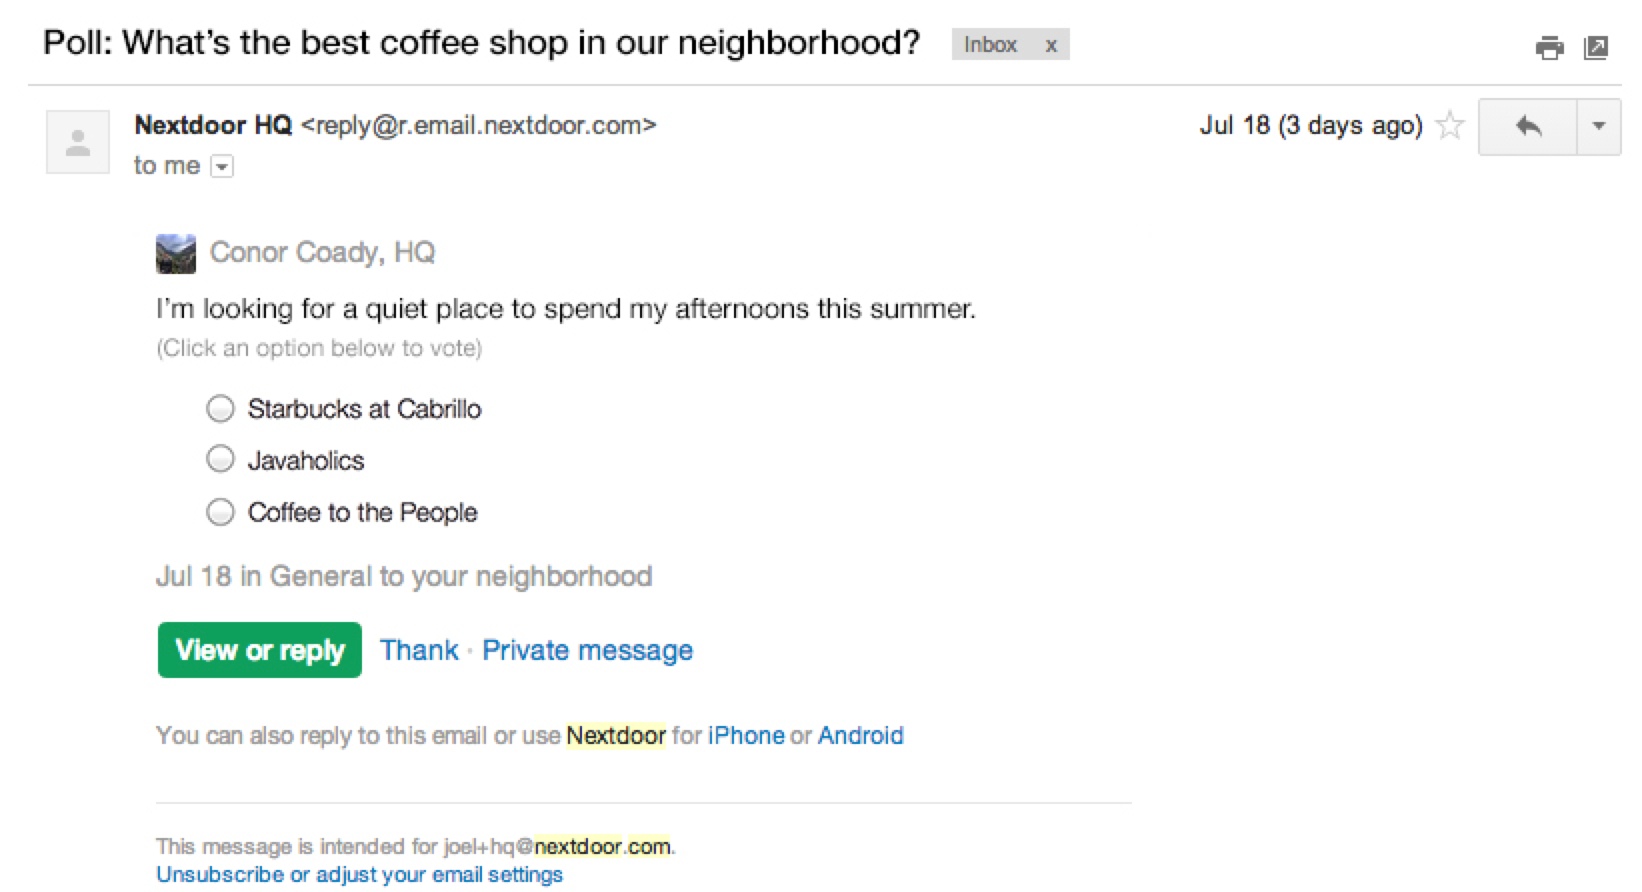 Poll: What's the best coffee shop in our neighborhood? Inbox x
Nextdoor HQ <reply@r.email.nextdoor.com> Jul 18 (3 days ago)
to me
Conor Coady, HQ
I'm looking for a quiet place to spend my afternoons this summer.
(Click an option below to vote)
Starbucks at Cabrillo
Javaholics
Coffee to the People
Jul 18 in General to your neighborhood
View or reply Thank · Private message
You can also reply to this email or use Nextdoor for iPhone or Android
This message is intended for joel+hq@nextdoor.com.
Unsubscribe or adjust your email settings